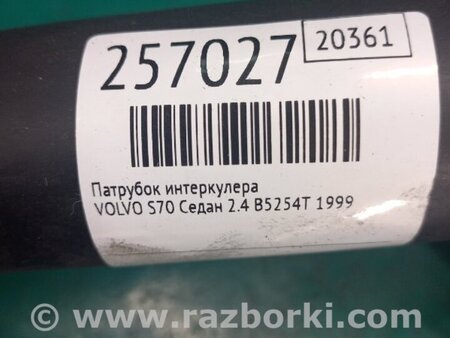 257027
20361
Патрубок интеркулера
VOLVO S70 Седан 2.4 B5254T 1999
© www.razborki.com